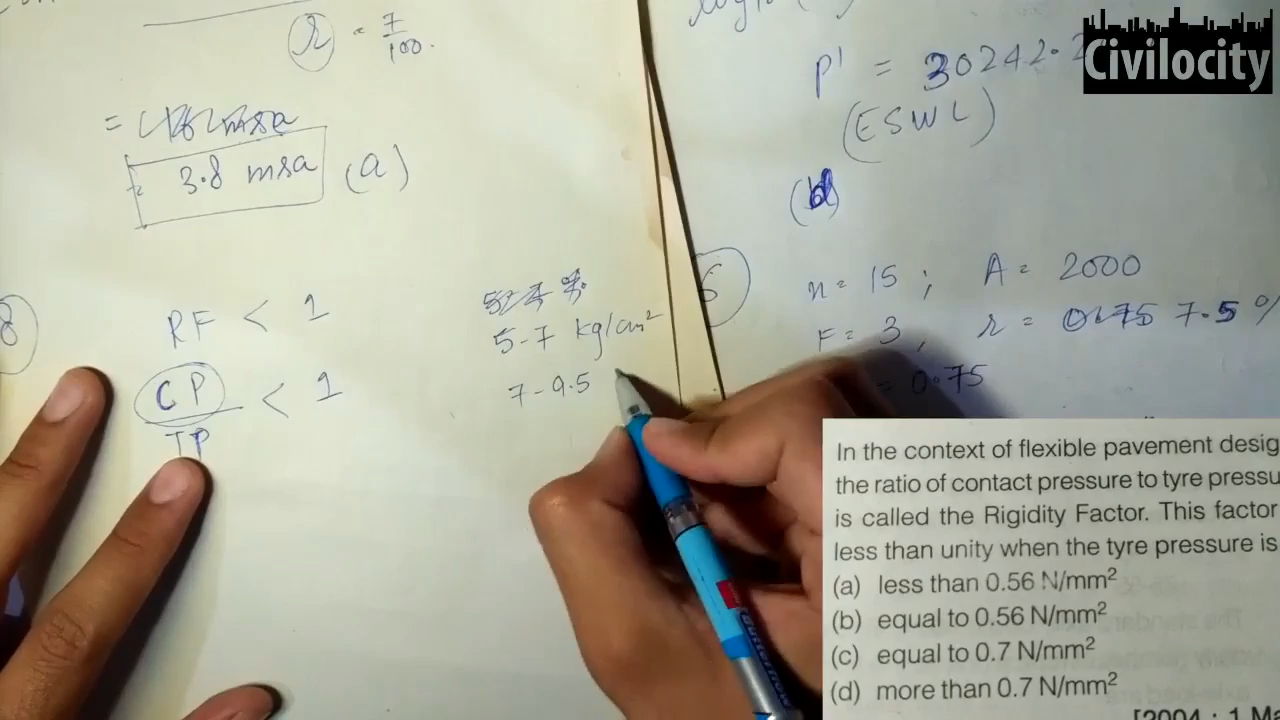 r = 7/100.
= 3.8 msa (a)
8
RF < 1
CP/TP < 1
5-7 kg/cm²
7-9.5
P' = 30242.2
(ESWL)
(d)
6
n = 15 ; A = 2000
F = 3, r = 7.5 %
= 0.75
Civilocity
In the context of flexible pavement desig
the ratio of contact pressure to tyre pressu
is called the Rigidity Factor. This factor
less than unity when the tyre pressure is
(a) less than 0.56 N/mm²
(b) equal to 0.56 N/mm²
(c) equal to 0.7 N/mm²
(d) more than 0.7 N/mm²
[2004 : 1 Ma